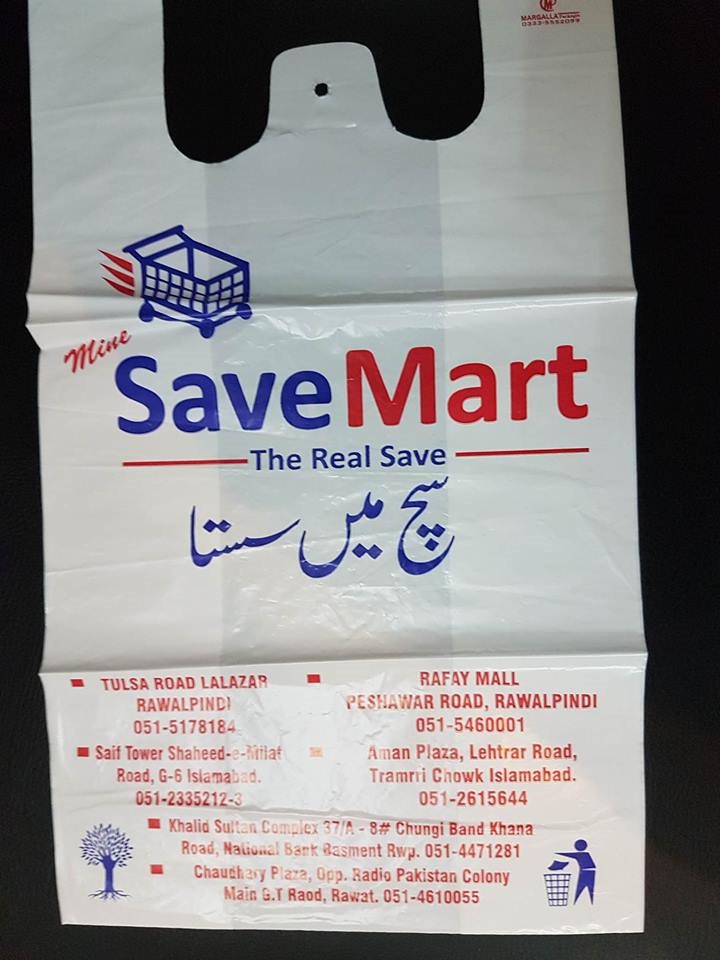 MARGALLA Packages
0333-5552099
Mine
SaveMart
The Real Save
سچ میں سستا
TULSA ROAD LALAZAR
RAWALPINDI
051-5178184
RAFAY MALL
PESHAWAR ROAD, RAWALPINDI
051-5460001
Saif Tower Shaheed-e-Milat
Road, G-6 Islamabad.
051-2335212-3
Aman Plaza, Lehtrar Road,
Tramrri Chowk Islamabad.
051-2615644
Khalid Sultan Complex 37/A - 8# Chungi Band Khana
Road, National Bank Basment Rwp. 051-4471281
Chaudhary Plaza, Opp. Radio Pakistan Colony
Main G.T Raod, Rawat. 051-4610055